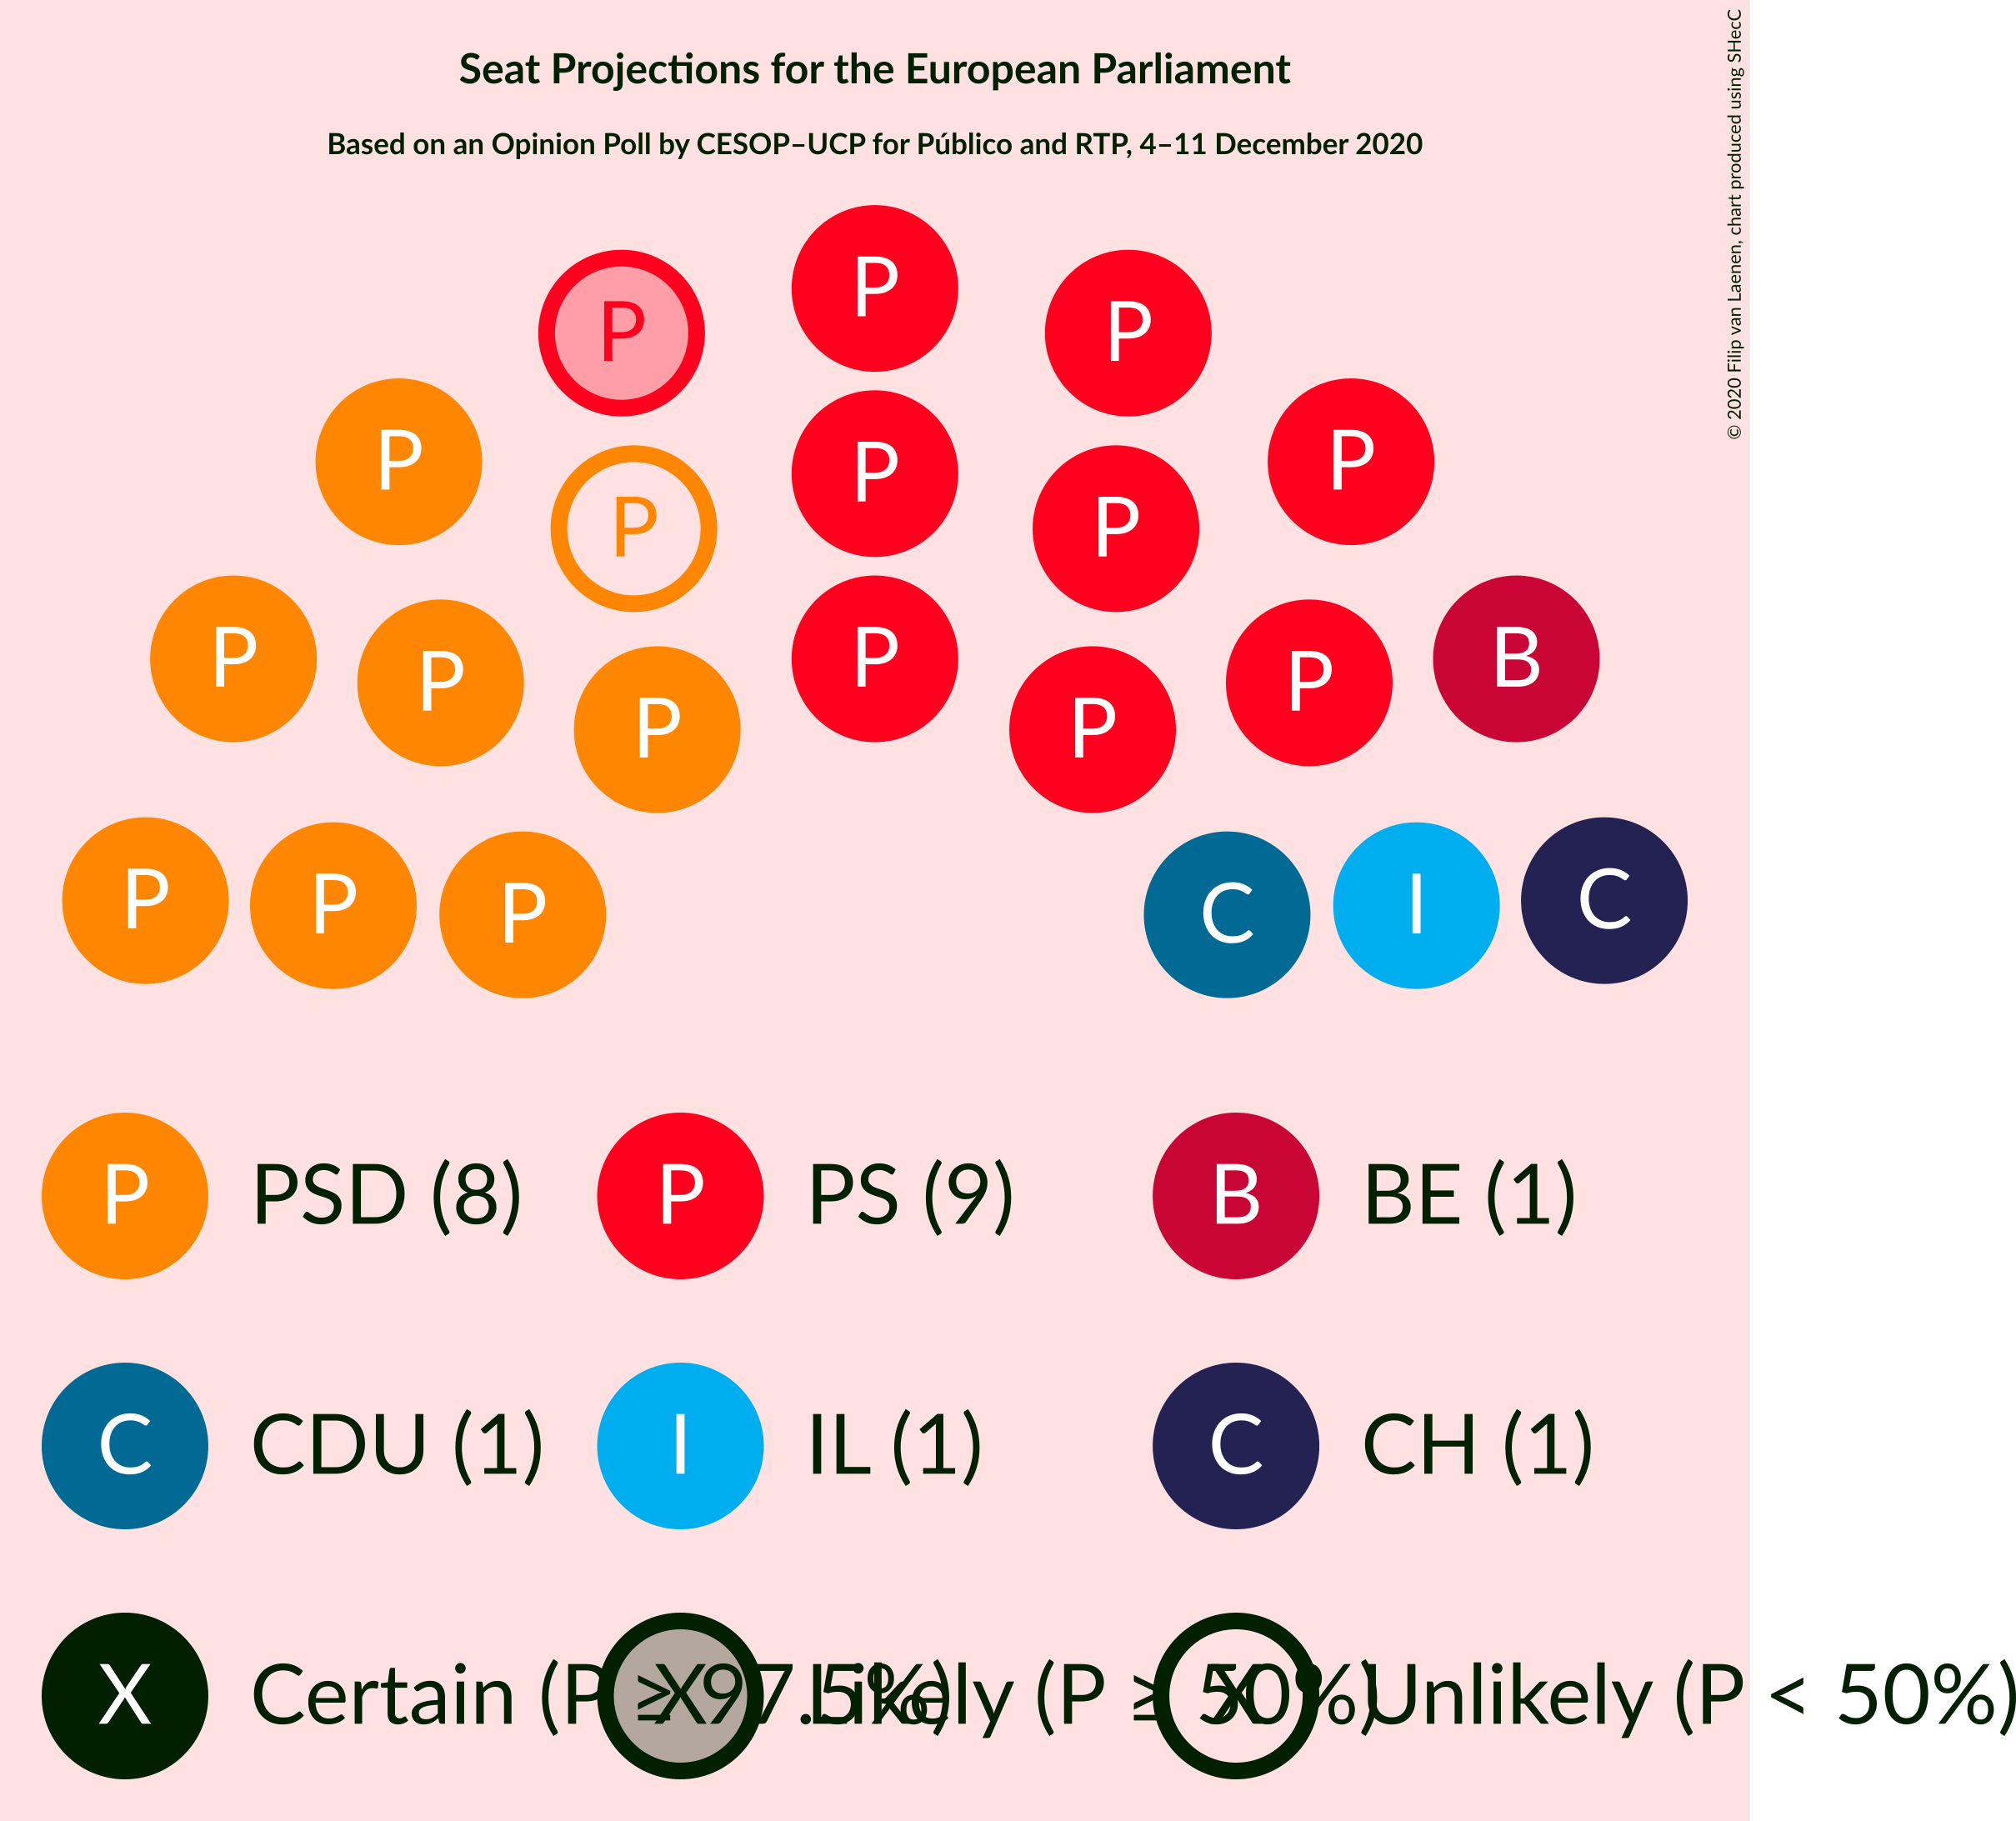 Seat Projections for the European Parliament
Based on an Opinion Poll by CESOP–UCP for Público and RTP, 4–11 December 2020
© 2020 Filip van Laenen, chart produced using SHecC
P
P P
P P
P
P P
P
P B
P P
P
P P
P P P
C I C
P PSD (8) P PS (9) B BE (1)
C CDU (1) I IL (1) C CH (1)
X Certain (P ≥ 97.5%) X Likely (P ≥ 50%) X Unlikely (P < 50%)